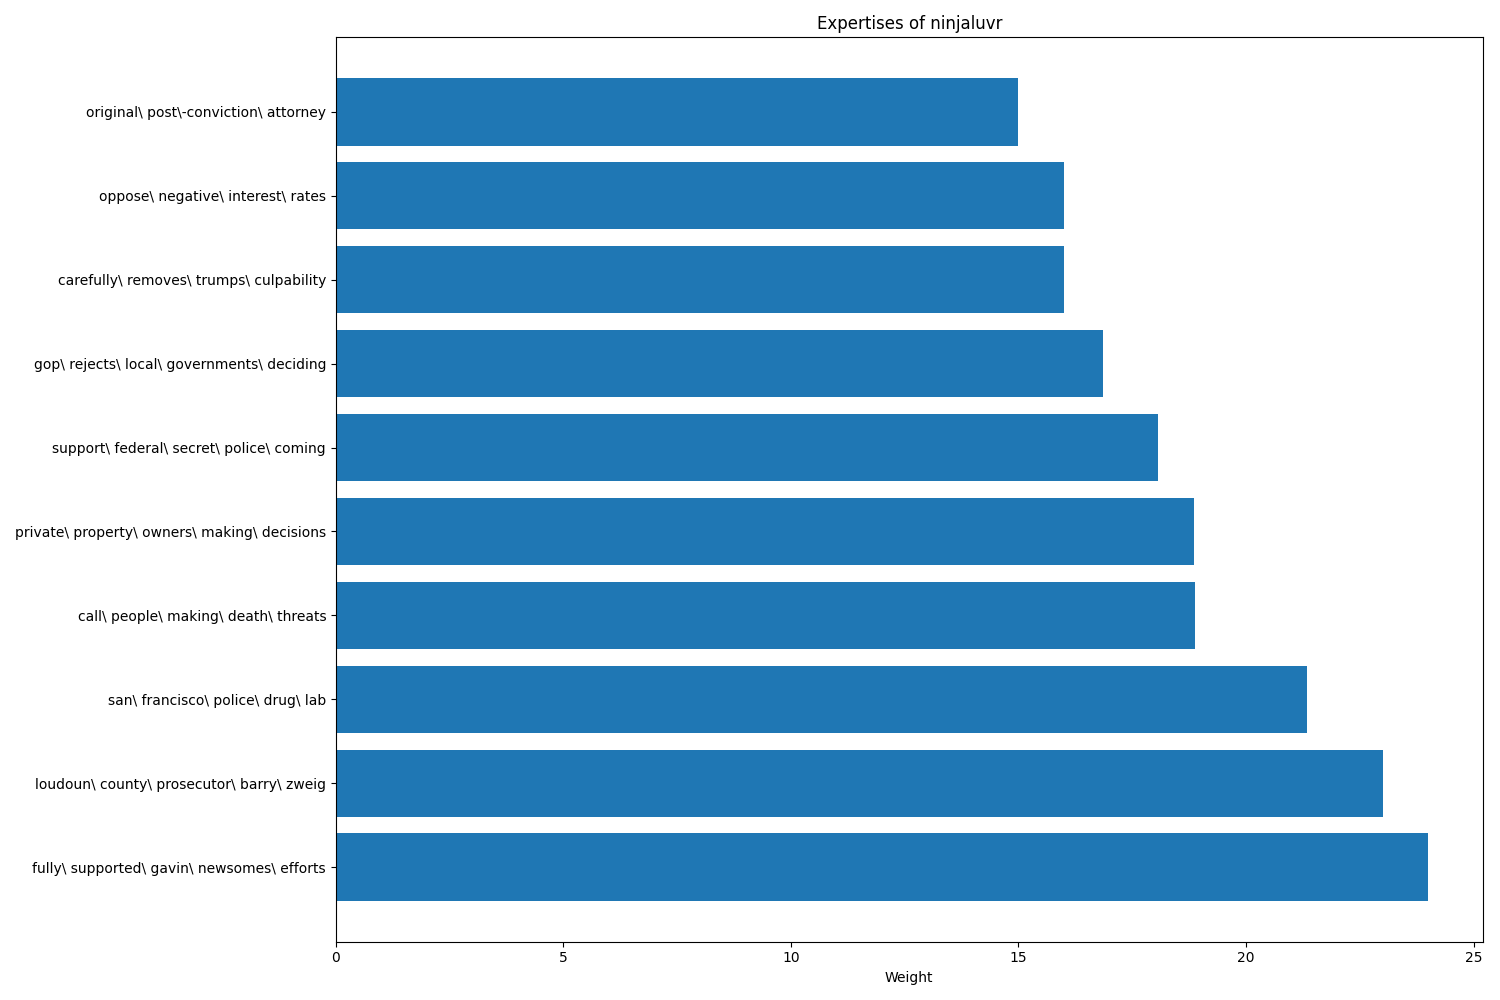 Expertises of ninjaluvr
original\ post\-conviction\ attorney
oppose\ negative\ interest\ rates
carefully\ removes\ trumps\ culpability
gop\ rejects\ local\ governments\ deciding
support\ federal\ secret\ police\ coming
private\ property\ owners\ making\ decisions
call\ people\ making\ death\ threats
san\ francisco\ police\ drug\ lab
loudoun\ county\ prosecutor\ barry\ zweig
fully\ supported\ gavin\ newsomes\ efforts
0 5 10 15 20 25
Weight